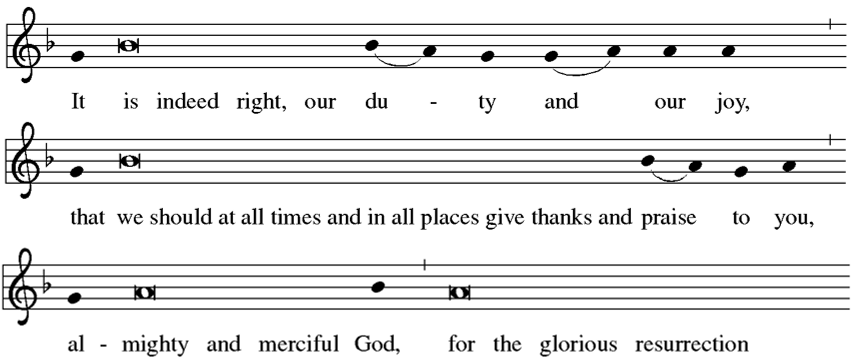 It is indeed right, our du - ty and our joy,
that we should at all times and in all places give thanks and praise to you,
al - mighty and merciful God, for the glorious resurrection